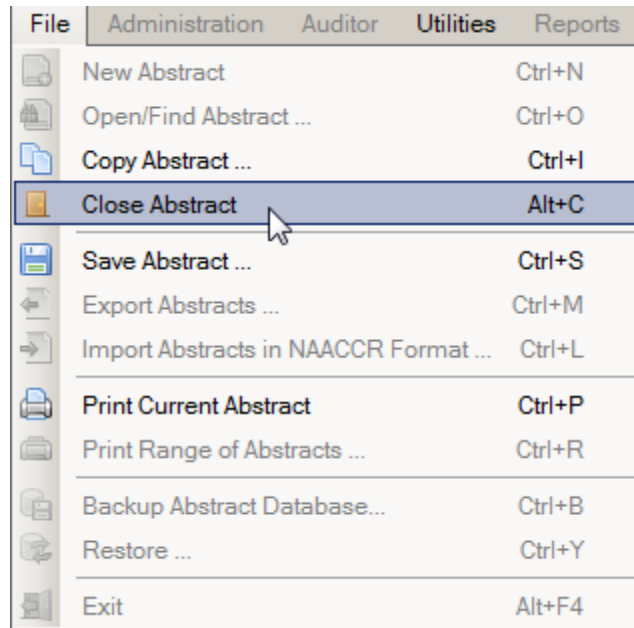 File Administration Auditor Utilities Reports
New Abstract Ctrl+N
Open/Find Abstract ... Ctrl+O
Copy Abstract ... Ctrl+I
Close Abstract Alt+C
Save Abstract ... Ctrl+S
Export Abstracts ... Ctrl+M
Import Abstracts in NAACCR Format ... Ctrl+L
Print Current Abstract Ctrl+P
Print Range of Abstracts ... Ctrl+R
Backup Abstract Database... Ctrl+B
Restore ... Ctrl+Y
Exit Alt+F4